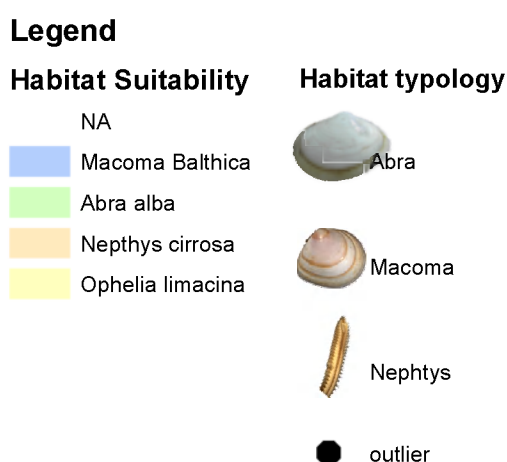 Legend
Habitat Suitability
NA
Macoma Balthica
Abra alba
Nepthys cirrosa
Ophelia limacina
Habitat typology
Abra
Macoma
Nephtys
outlier